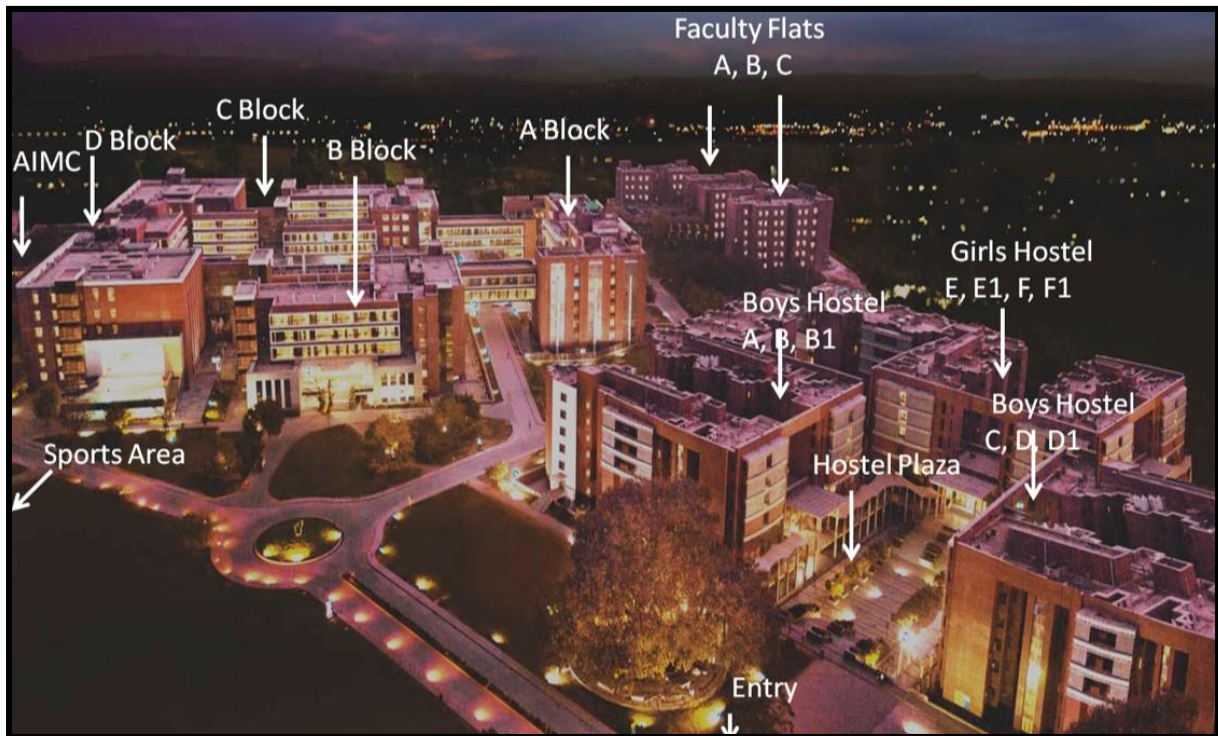 Faculty Flats
A, B, C
C Block
D Block
B Block
A Block
AIMC
Girls Hostel
E, E1, F, F1
Boys Hostel
A, B, B1
Boys Hostel
C, D, D1
Sports Area
Hostel Plaza
Entry